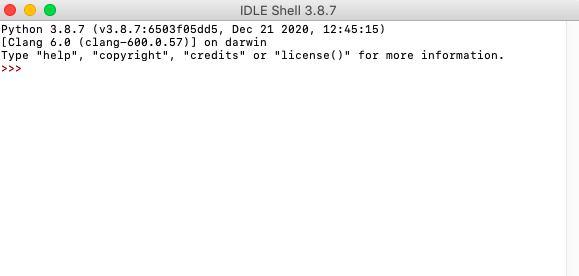 IDLE Shell 3.8.7
Python 3.8.7 (v3.8.7:6503f05dd5, Dec 21 2020, 12:45:15)
[Clang 6.0 (clang-600.0.57)] on darwin
Type "help", "copyright", "credits" or "license()" for more information.
>>>